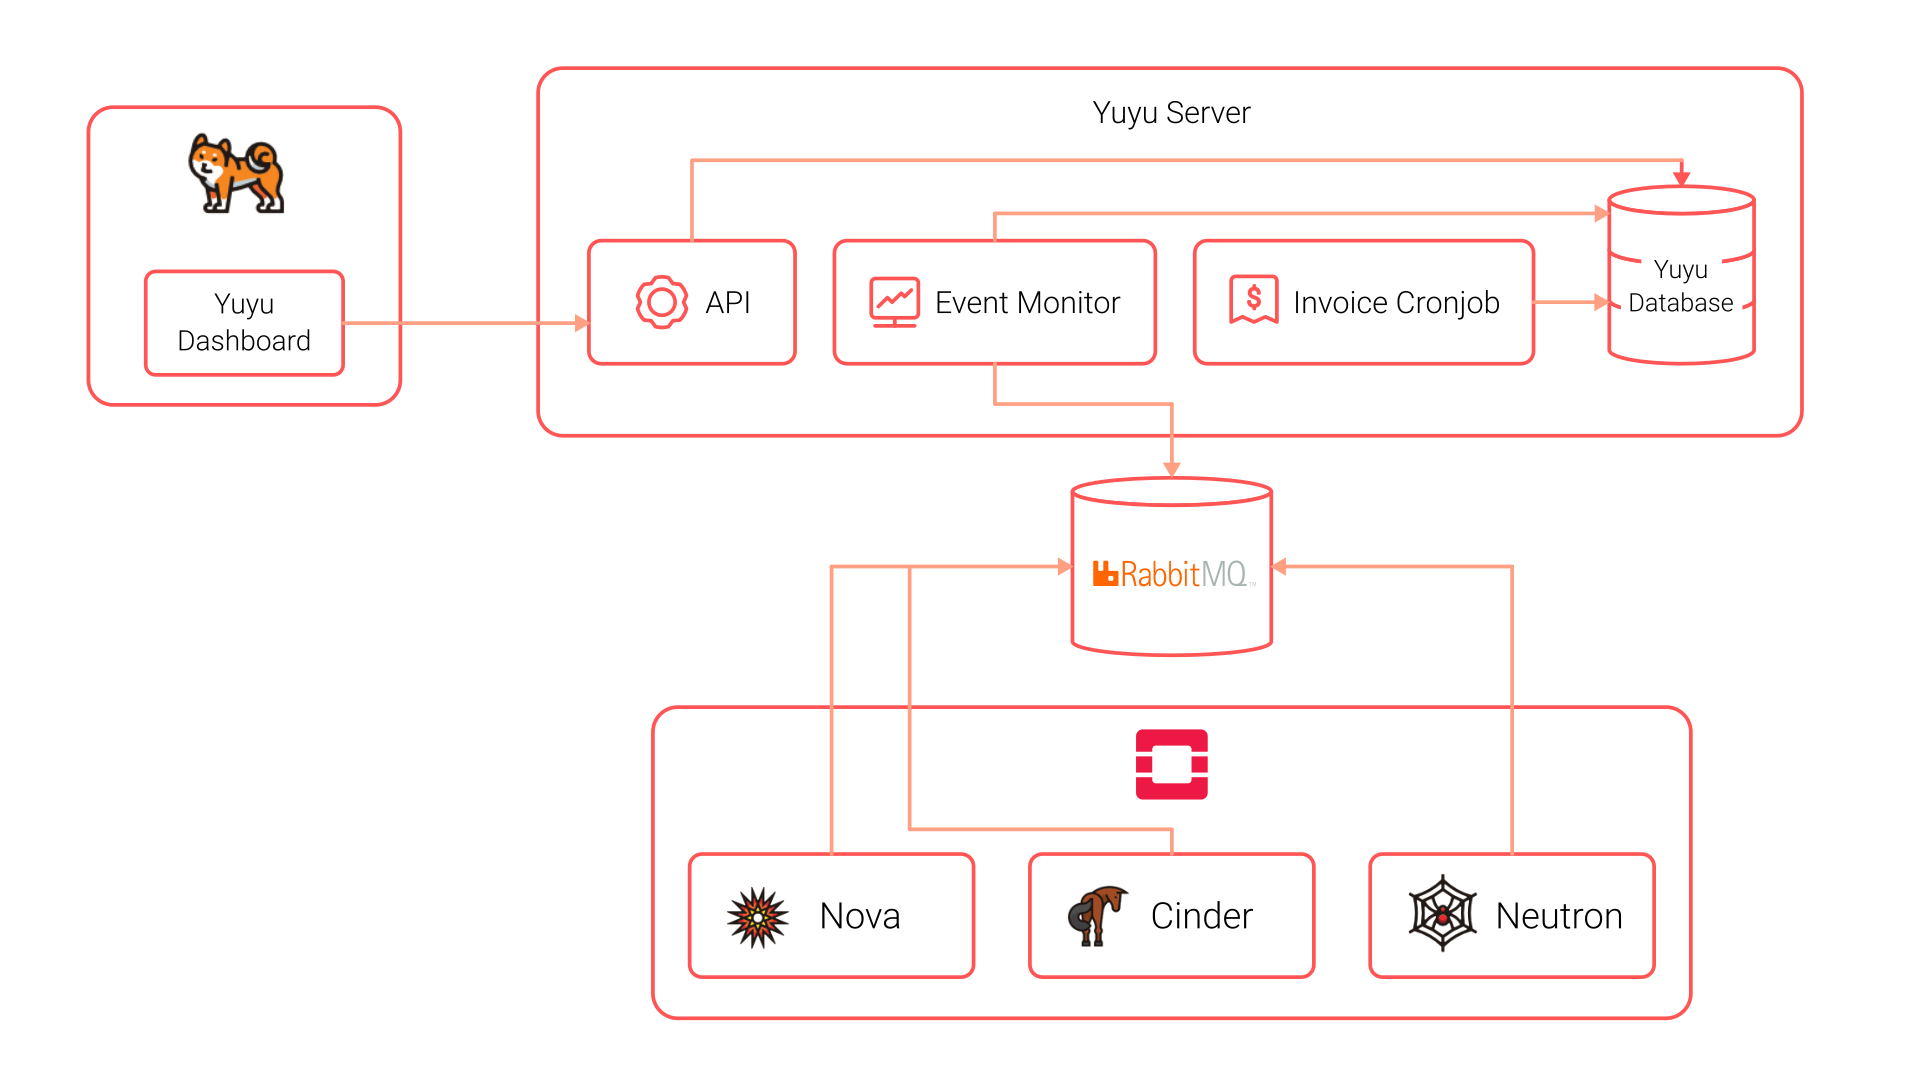 Yuyu Server
Yuyu
Dashboard
API
Event Monitor
Invoice Cronjob
Yuyu
Database
RabbitMQ™
Nova
Cinder
Neutron